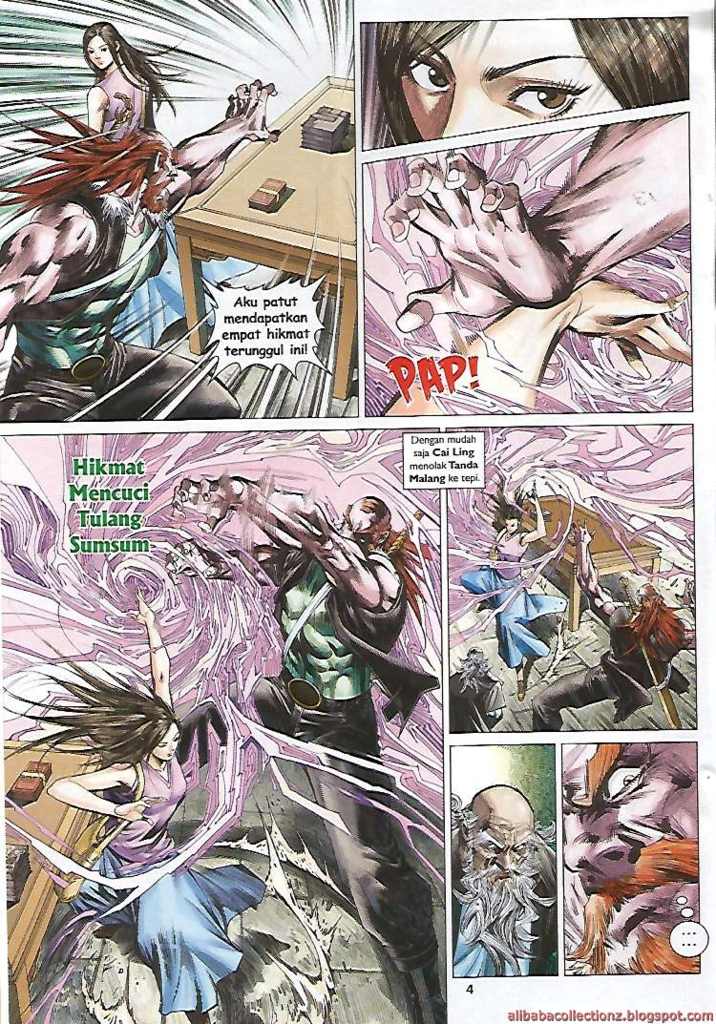 Aku patut
mendapatkan
empat hikmat
terunggul ini!
PAP!
Hikmat
Mencuci
Tulang
Sumsum
Dengan mudah
saja Cai Ling
menolak Tanda
Malang ke tepi.
...
...
4
alibabacollectionz.blogspot.com